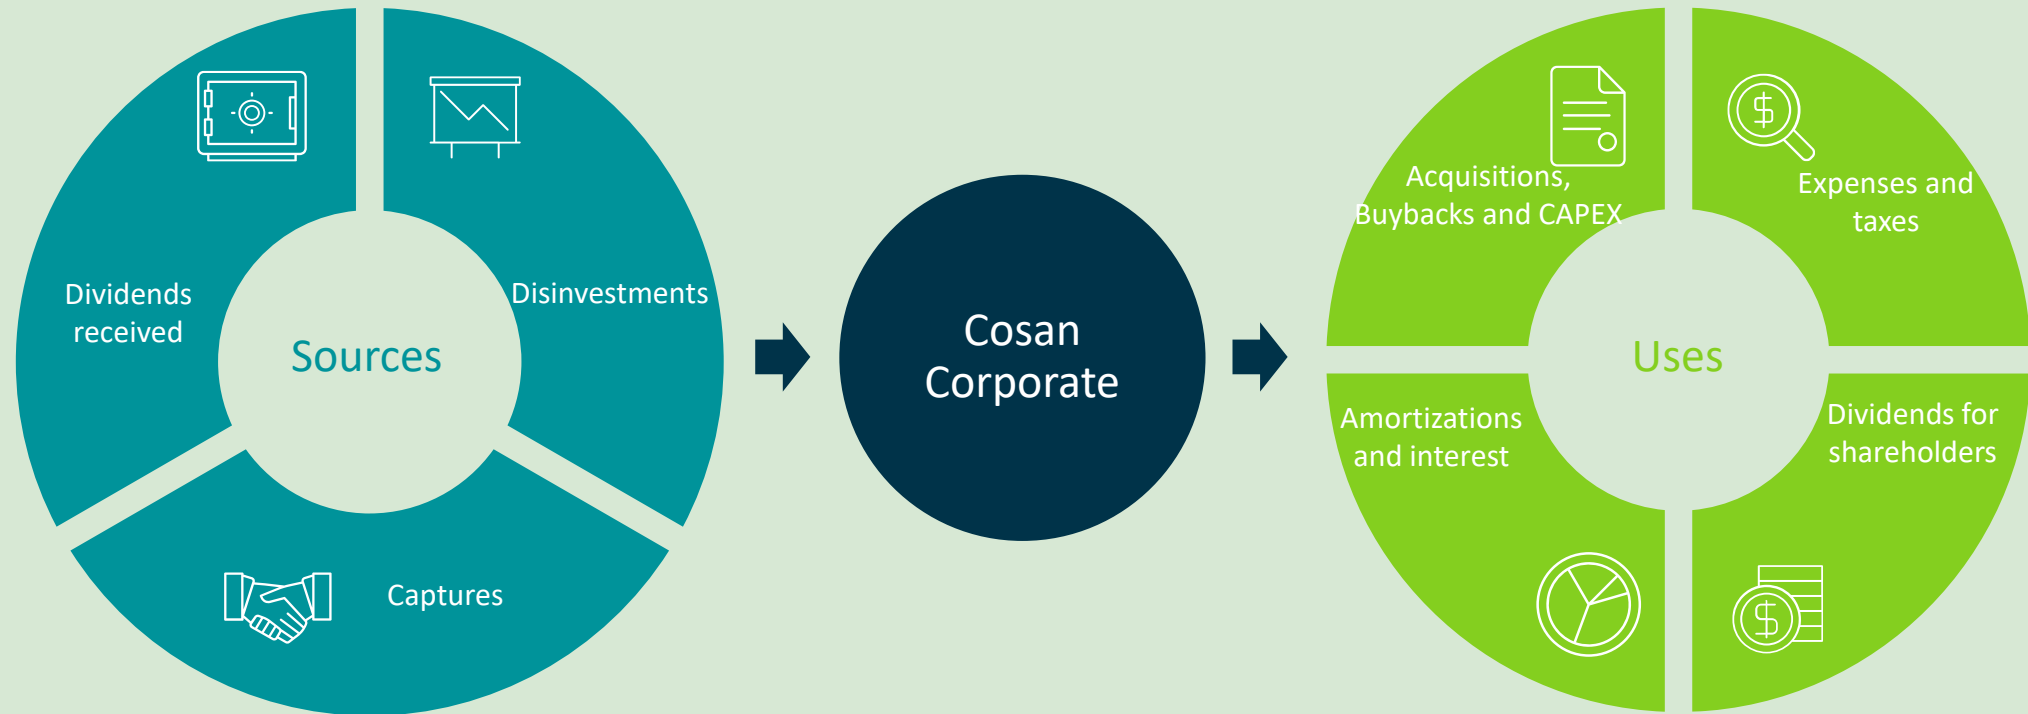 Dividends
received
Disinvestments
Sources
Captures
Cosan
Corporate
Acquisitions,
Buybacks and CAPEX
Expenses and
taxes
Uses
Amortizations
and interest
Dividends for
shareholders